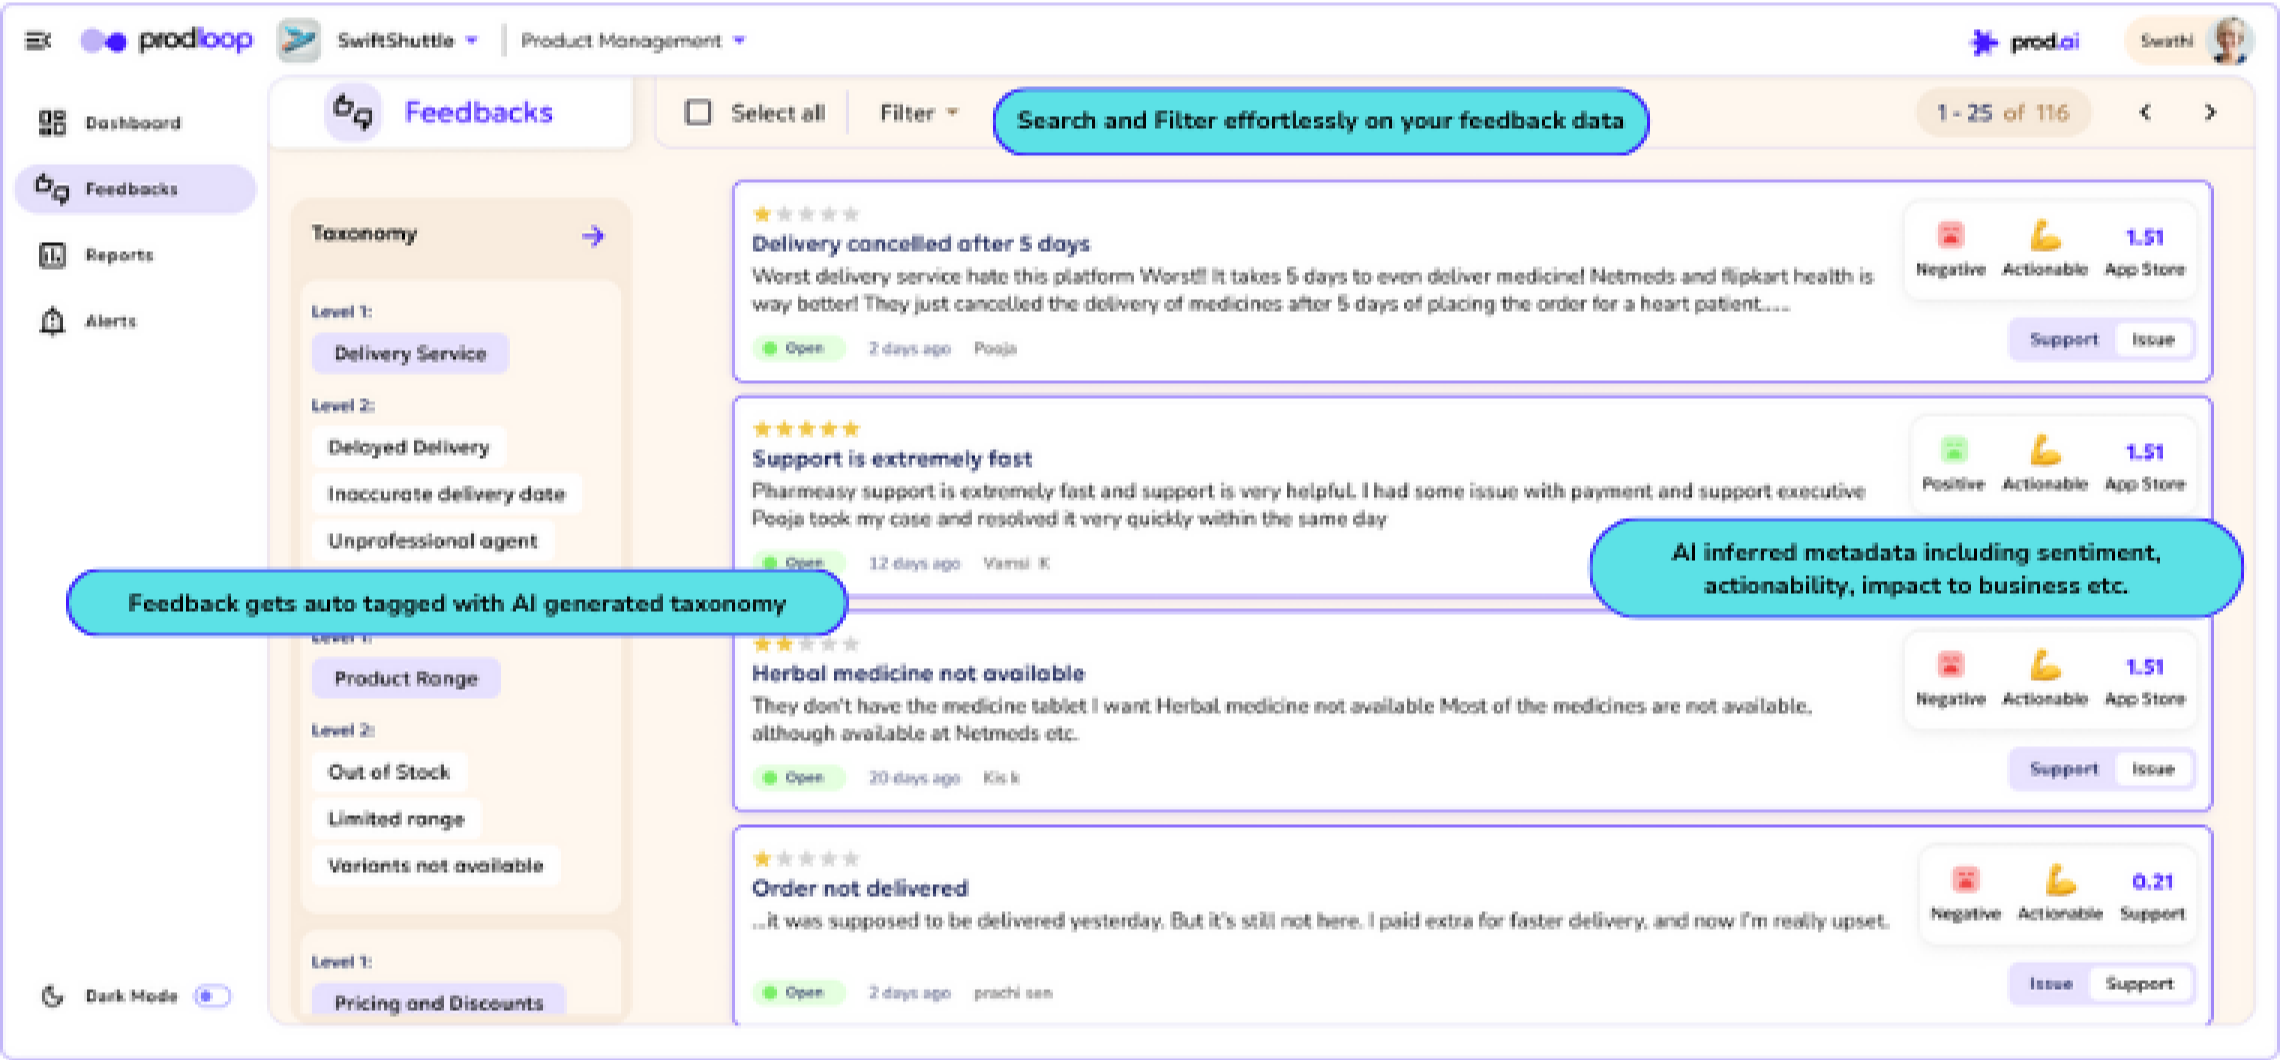 prodloop
SwiftShuttle
Product Management
prod.ai
Swathi
Dashboard
Feedbacks
Reports
Alerts
Dark Mode
Feedbacks
Select all
Filter
Search and Filter effortlessly on your feedback data
1 - 25 of 116
Taxonomy
Level 1:
Delivery Service
Level 2:
Delayed Delivery
Inaccurate delivery date
Unprofessional agent
Feedback gets auto tagged with AI generated taxonomy
Level 1:
Product Range
Level 2:
Out of Stock
Limited range
Variants not available
Level 1:
Pricing and Discounts
Delivery cancelled after 5 days
Worst delivery service hate this platform Worst!! It takes 5 days to even deliver medicine! Netmeds and flipkart health is
way better! They just cancelled the delivery of medicines after 5 days of placing the order for a heart patient.....
Open 2 days ago Pooja
Negative Actionable 1.51 App Store
Support Issue
Support is extremely fast
Pharmeasy support is extremely fast and support is very helpful. I had some issue with payment and support executive
Pooja took my case and resolved it very quickly within the same day
Open 12 days ago Vamsi K
Positive Actionable 1.51 App Store
AI inferred metadata including sentiment,
actionability, impact to business etc.
Herbal medicine not available
They don't have the medicine tablet I want Herbal medicine not available Most of the medicines are not available,
although available at Netmeds etc.
Open 20 days ago Kis k
Negative Actionable 1.51 App Store
Support Issue
Order not delivered
...it was supposed to be delivered yesterday. But it's still not here. I paid extra for faster delivery, and now I'm really upset.
Open 2 days ago prachi sen
Negative Actionable 0.21 Support
Issue Support